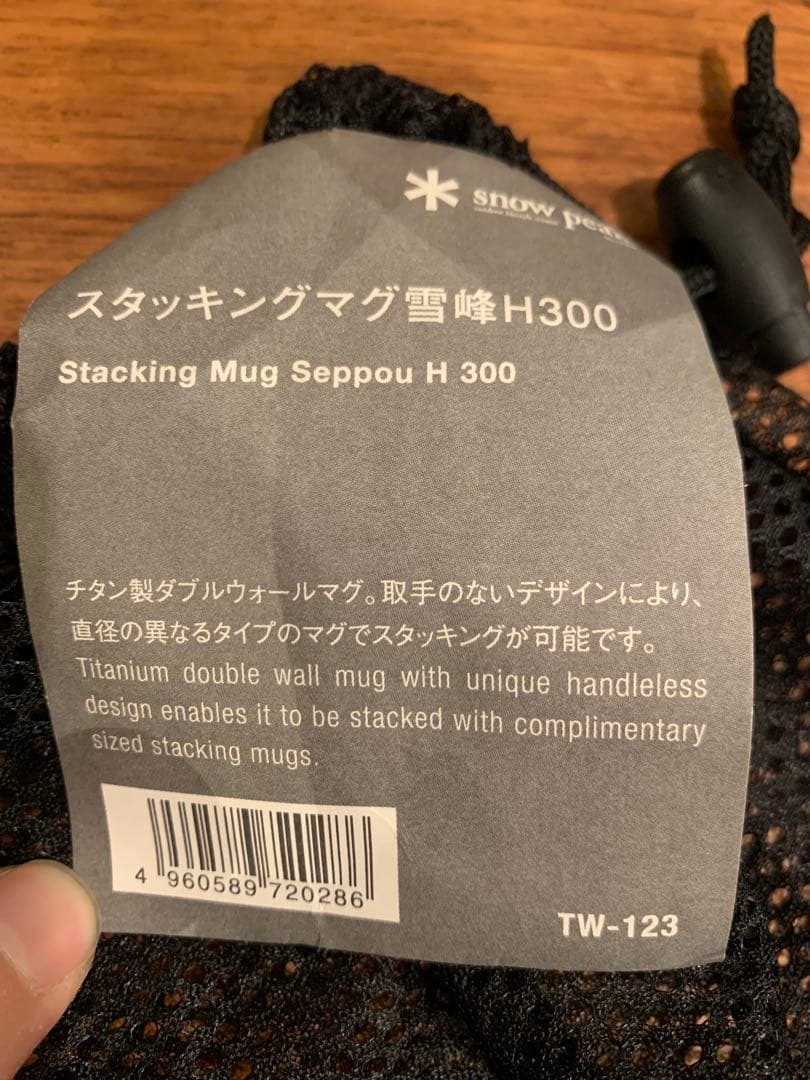 snow peak
スタッキングマグ雪峰H300
Stacking Mug Seppou H 300
チタン製ダブルウォールマグ。取手のないデザインにより、
直径の異なるタイプのマグでスタッキングが可能です。
Titanium double wall mug with unique handleless
design enables it to be stacked with complimentary
sized stacking mugs.
4 960589 720286
TW-123